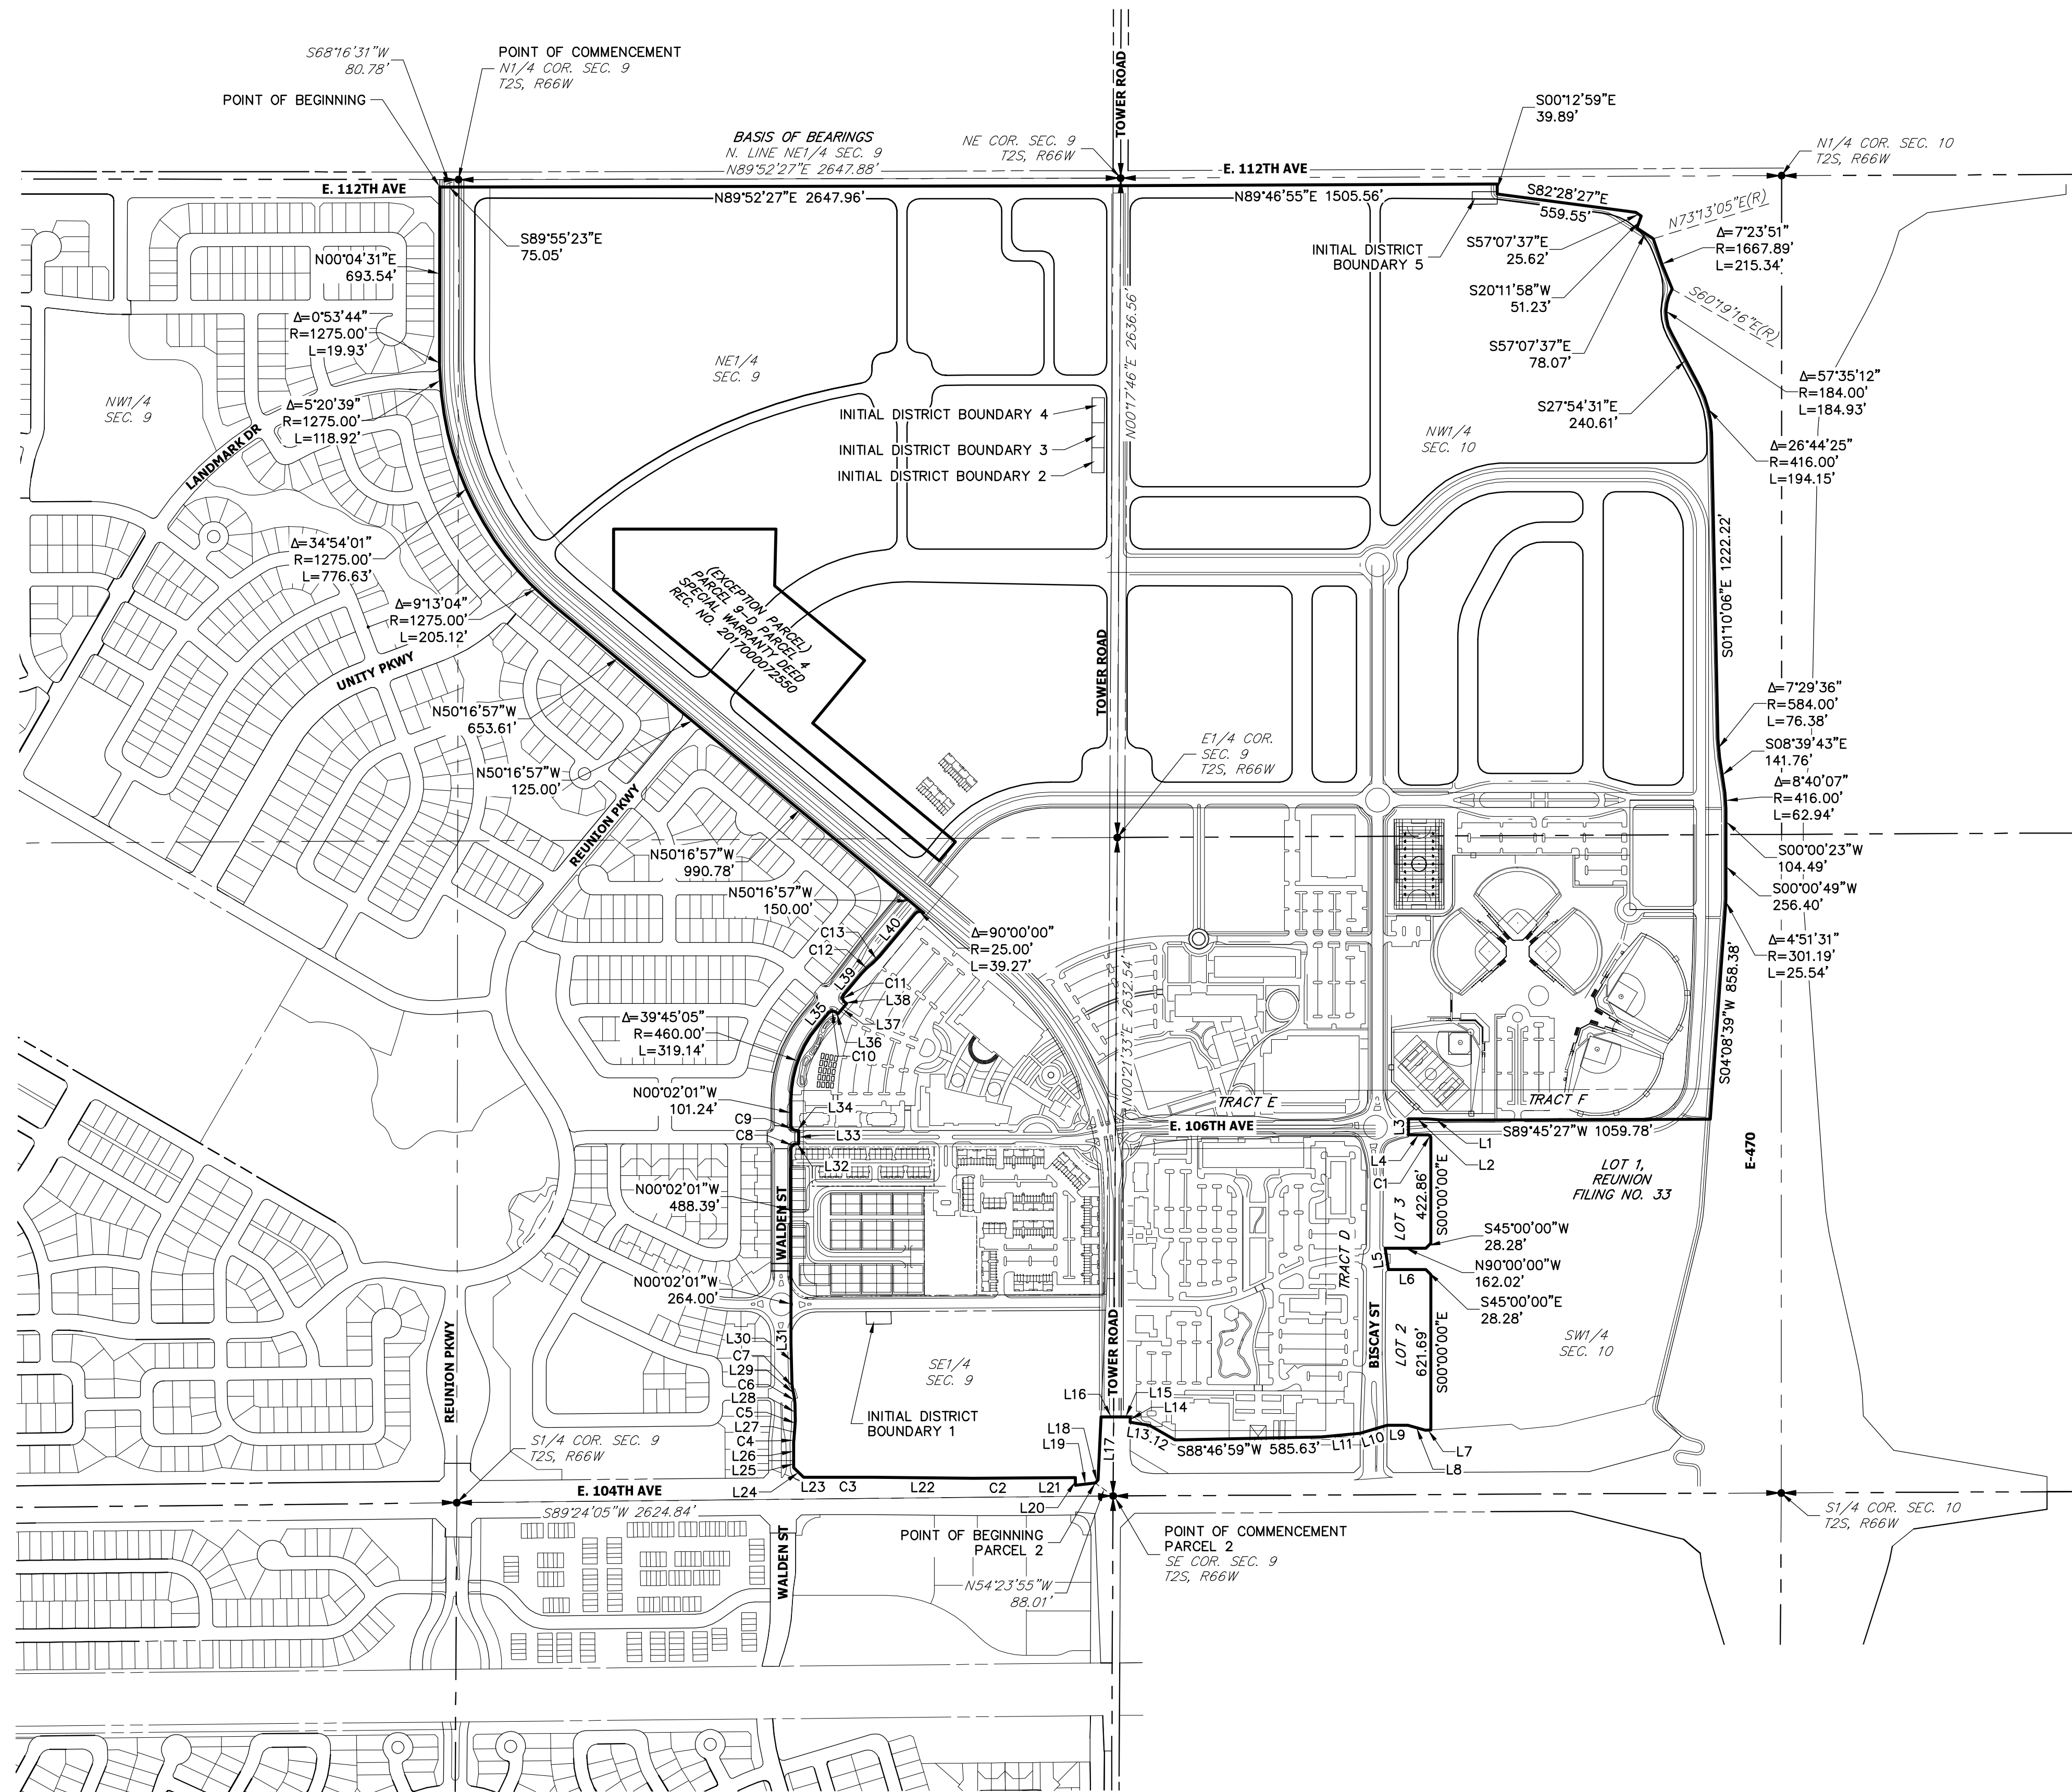 S68°16'31"W
80.78'
POINT OF COMMENCEMENT
N1/4 COR. SEC. 9
T2S, R66W
POINT OF BEGINNING
TOWER ROAD
BASIS OF BEARINGS
N. LINE NE1/4 SEC. 9
N89°52'27"E 2647.88'
NE COR. SEC. 9
T2S, R66W
S00°12'59"E
39.89'
N1/4 COR. SEC. 10
T2S, R66W
E. 112TH AVE
E. 112TH AVE
N89°52'27"E 2647.96'
N89°46'55"E 1505.56'
S82°28'27"E
559.55'
N73°13'05"E(R)
S89°55'23"E
75.05'
INITIAL DISTRICT
BOUNDARY 5
S57°07'37"E
25.62'
Δ=7°23'51"
R=1667.89'
L=215.34'
N00°04'31"E
693.54'
S20°11'58"W
51.23'
S60°19'16"E(R)
Δ=0°53'44"
R=1275.00'
L=19.93'
S57°07'37"E
78.07'
N00°17'46"E 2636.56'
NE1/4
SEC. 9
NW1/4
SEC. 9
Δ=57°35'12"
R=184.00'
L=184.93'
Δ=5°20'39"
R=1275.00'
L=118.92'
S27°54'31"E
240.61'
INITIAL DISTRICT BOUNDARY 4
INITIAL DISTRICT BOUNDARY 3
INITIAL DISTRICT BOUNDARY 2
NW1/4
SEC. 10
LANDMARK DR
Δ=26°44'25"
R=416.00'
L=194.15'
Δ=34°54'01"
R=1275.00'
L=776.63'
S01°10'06"E 1222.22'
(EXCEPTION PARCEL)
PARCEL 9-D PARCEL 4
SPECIAL WARRANTY DEED
REC. NO. 2017000072550
Δ=9°13'04"
R=1275.00'
L=205.12'
UNITY PKWY
TOWER ROAD
N50°16'57"W
653.61'
Δ=7°29'36"
R=584.00'
L=76.38'
E1/4 COR.
SEC. 9
T2S, R66W
S08°39'43"E
141.76'
N50°16'57"W
125.00'
Δ=8°40'07"
R=416.00'
L=62.94'
REUNION PKWY
N50°16'57"W
990.78'
S00°00'23"W
104.49'
N50°16'57"W
150.00'
S00°00'49"W
256.40'
C13
L40
C12
Δ=90°00'00"
R=25.00'
L=39.27'
Δ=4°51'31"
R=301.19'
L=25.54'
L39
C11
L38
L35
L37
L36
C10
N00°21'33"E 2632.54'
S04°08'39"W 858.38'
Δ=39°45'05"
R=460.00'
L=319.14'
N00°02'01"W
101.24'
L34
C9
C8
L33
L32
TRACT E
TRACT F
E. 106TH AVE
L3
S89°45'27"W 1059.78'
L1
L4
L2
C1
E-470
LOT 1,
REUNION
FILING NO. 33
N00°02'01"W
488.39'
WALDEN ST
LOT 3
422.86'
S00°00'00"E
S45°00'00"W
28.28'
TRACT D
L5
N90°00'00"W
162.02'
L6
N00°02'01"W
264.00'
S45°00'00"E
28.28'
L30
L31
C7
L29
C6
L28
C5
L27
C4
L26
L25
L24
REUNION PKWY
SE1/4
SEC. 9
INITIAL DISTRICT
BOUNDARY 1
TOWER ROAD
BISCAY ST
LOT 2
621.69'
S00°00'00"E
SW1/4
SEC. 10
L16
L15
L14
L18
L19
L17
L13.12
S88°46'59"W 585.63'
L11
L10
L9
L7
L8
S1/4 COR. SEC. 9
T2S, R66W
L23
C3
L22
C2
L21
L20
E. 104TH AVE
S89°24'05"W 2624.84'
S1/4 COR. SEC. 10
T2S, R66W
POINT OF BEGINNING
PARCEL 2
POINT OF COMMENCEMENT
PARCEL 2
SE COR. SEC. 9
T2S, R66W
WALDEN ST
N54°23'55"W
88.01'